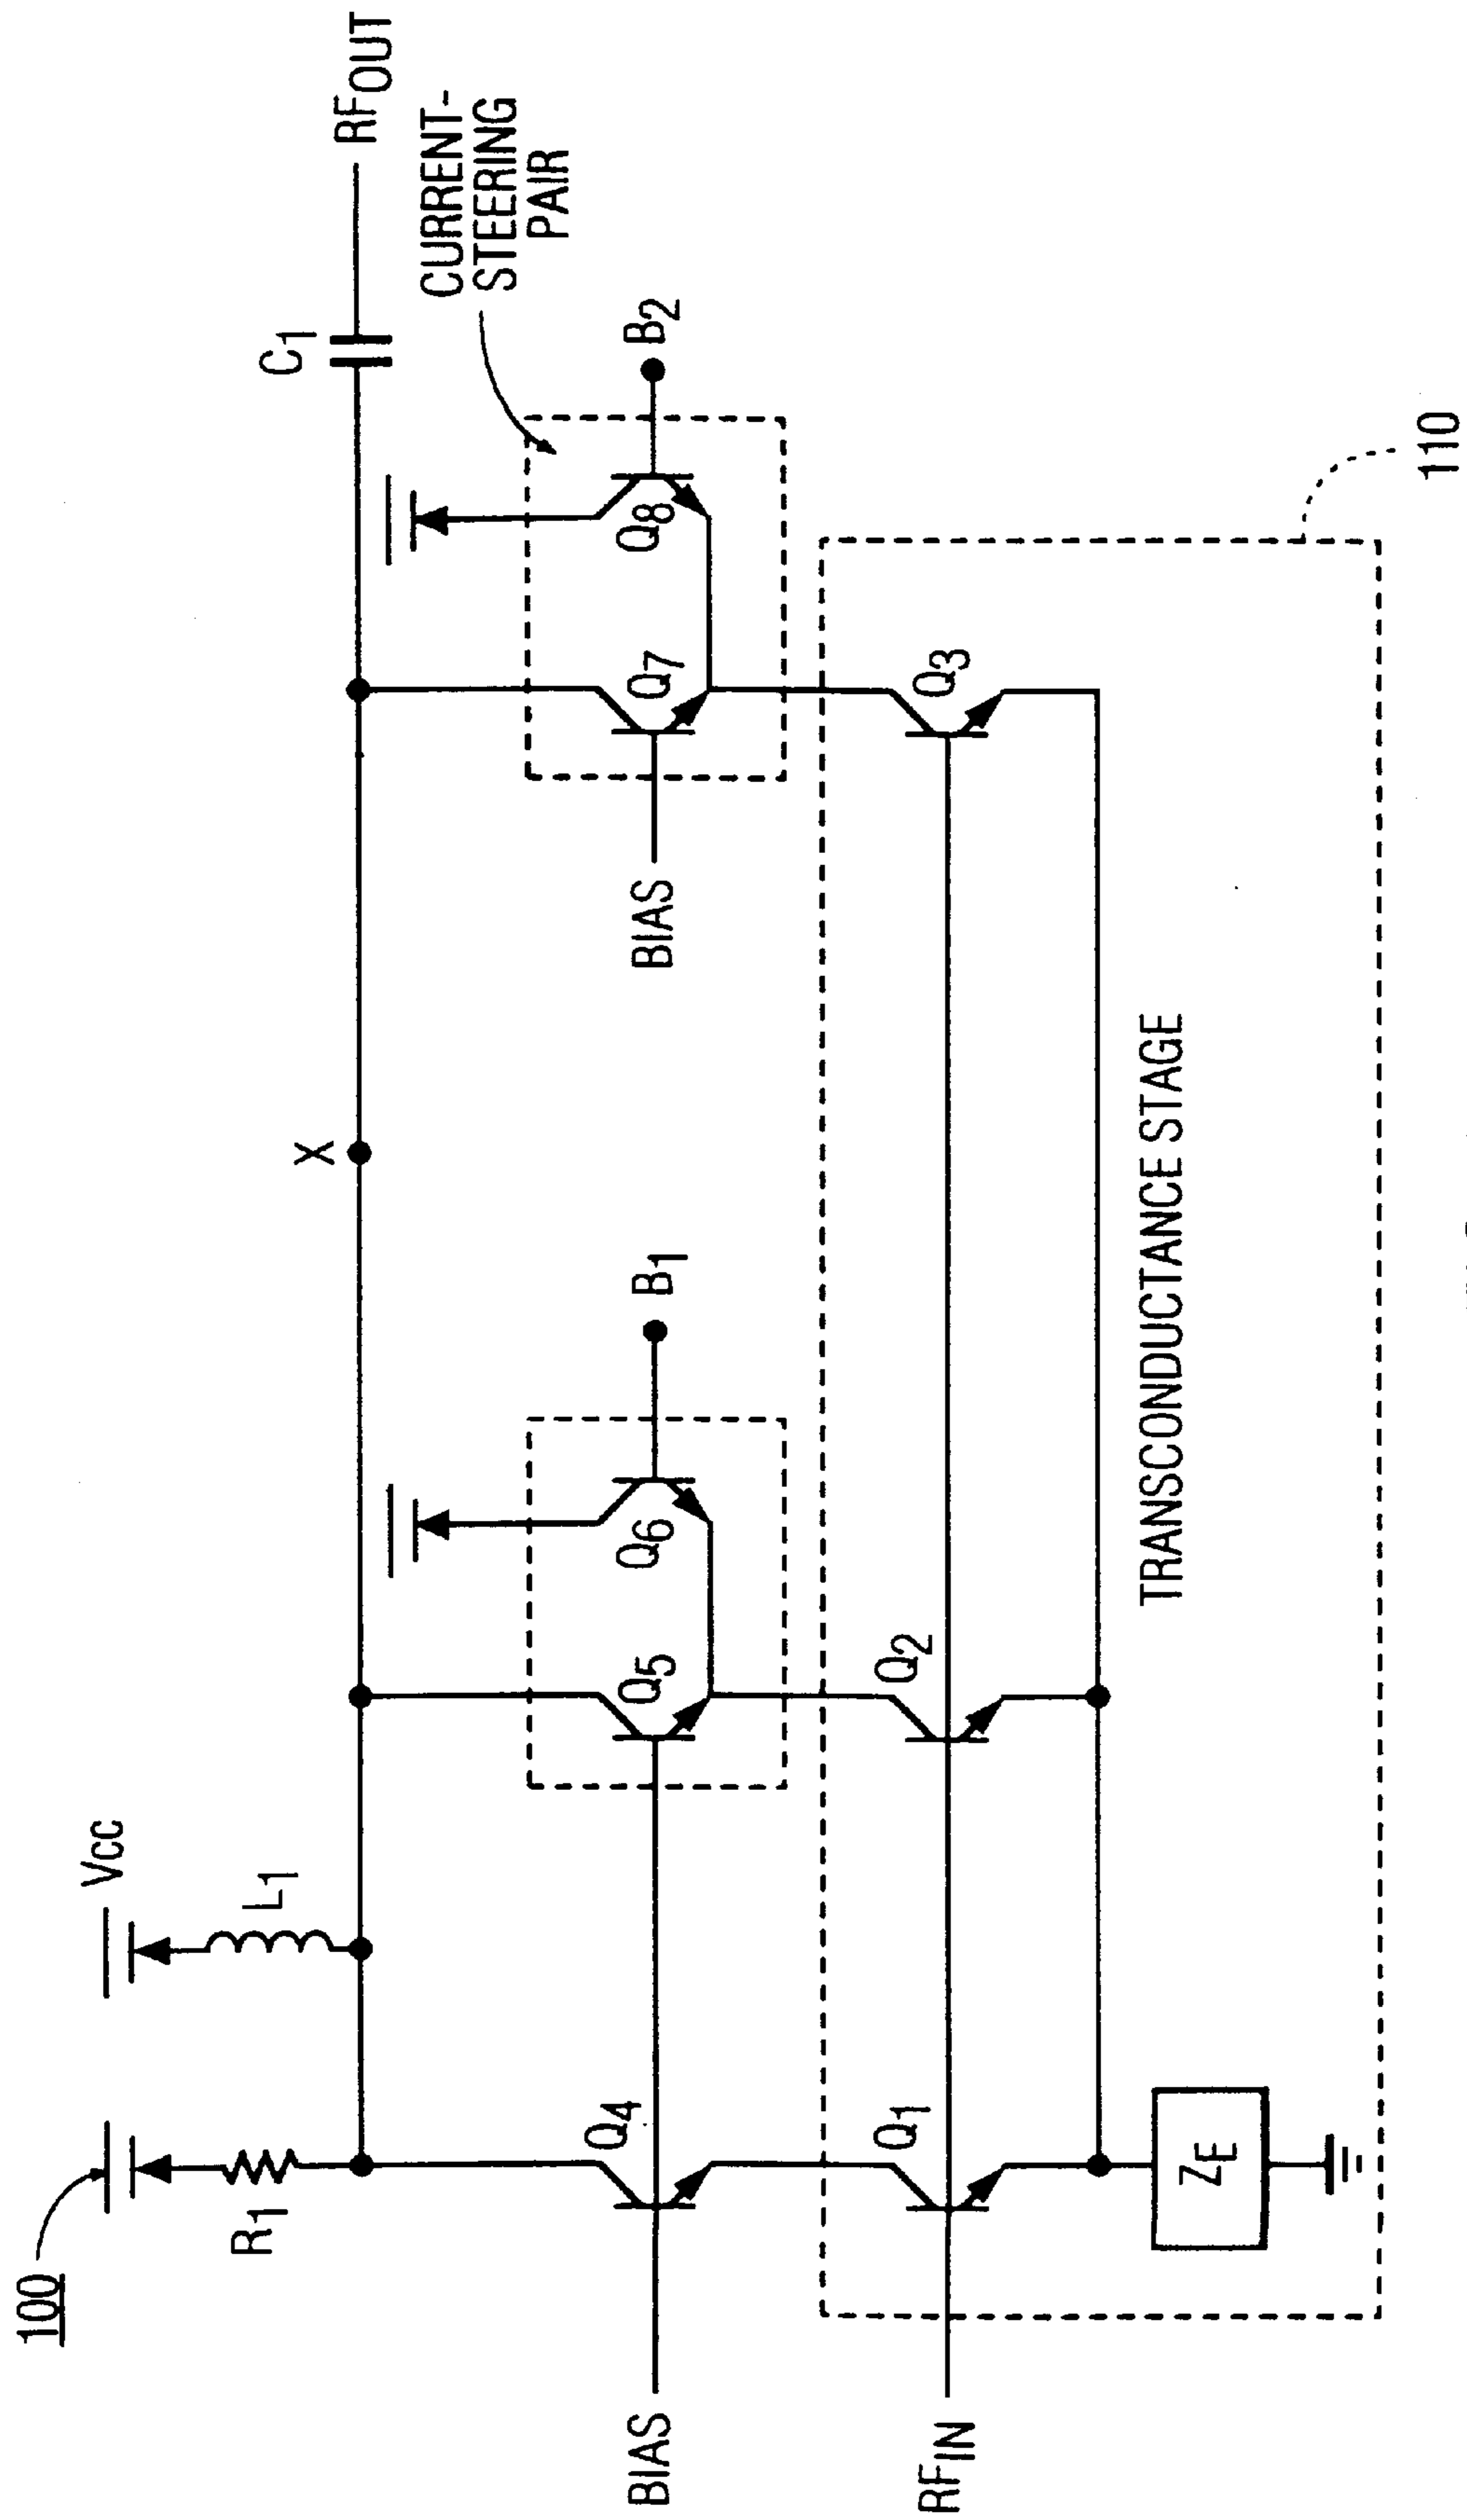 100
VCC
R1
L1
X
C1
RFOUT
CURRENT-
STEERING
PAIR
BIAS
Q4
Q5
Q6
B1
BIAS
Q7
Q8
B2
RFIN
Q1
Q2
Q3
ZE
TRANSCONDUCTANCE STAGE
110